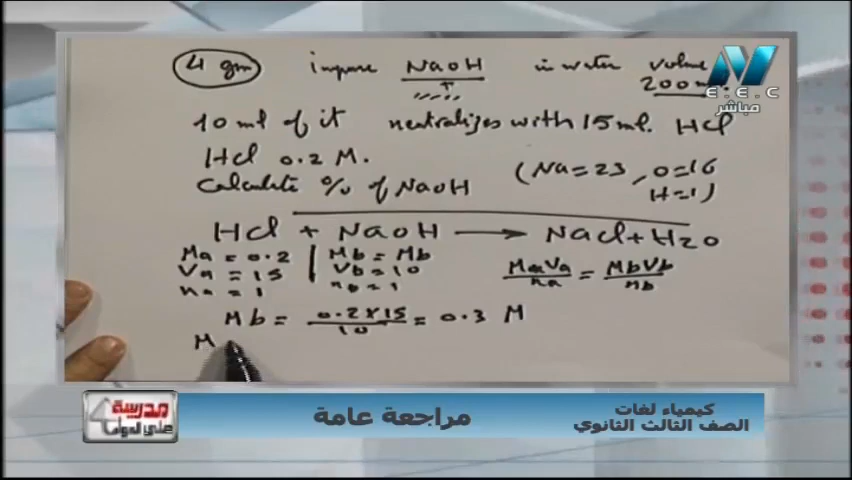 4 gm impure NaOH in water volume
200m
10 ml of it neutralizes with 15 ml. HCl
HCl 0.2 M.
Calculate % of NaOH (Na=23, O=16
H=1)
HCl + NaOH → NaCl + H2O
Ma = 0.2 | Mb = Mb
Va = 15 | Vb = 10
na = 1 | nb = 1
MaVa/na = MbVb/nb
Mb = 0.2x15/10 = 0.3 M
M
E.E.C
مباشر
مدرسة
على الهواء
مراجعة عامة
كيمياء لغات
الصف الثالث الثانوي